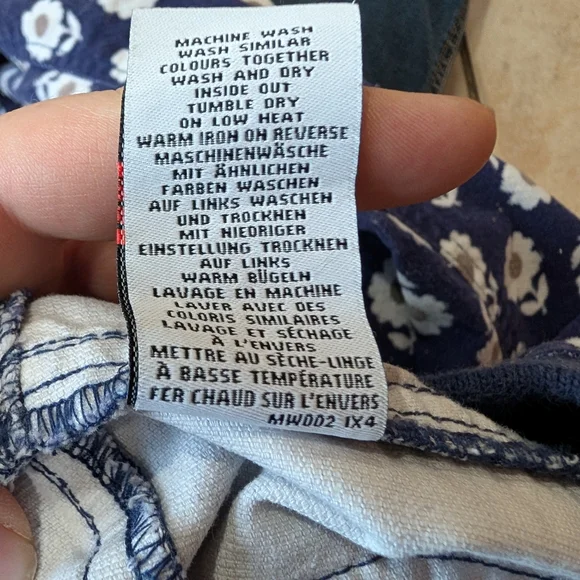 MACHINE WASH
WASH SIMILAR
COLOURS TOGETHER
WASH AND DRY
INSIDE OUT
TUMBLE DRY
ON LOW HEAT
WARM IRON ON REVERSE
MASCHINENWÄSCHE
MIT ÄHNLICHEN
FARBEN WASCHEN
AUF LINKS WASCHEN
UND TROCKNEN
MIT NIEDRIGER
EINSTELLUNG TROCKNEN
AUF LINKS
WARM BÜGELN
LAVAGE EN MACHINE
LAVER AVEC DES
COLORIS SIMILAIRES
LAVAGE ET SÉCHAGE
À L'ENVERS
METTRE AU SÈCHE-LINGE
À BASSE TEMPÉRATURE
FER CHAUD SUR L'ENVERS
MW002 IX4